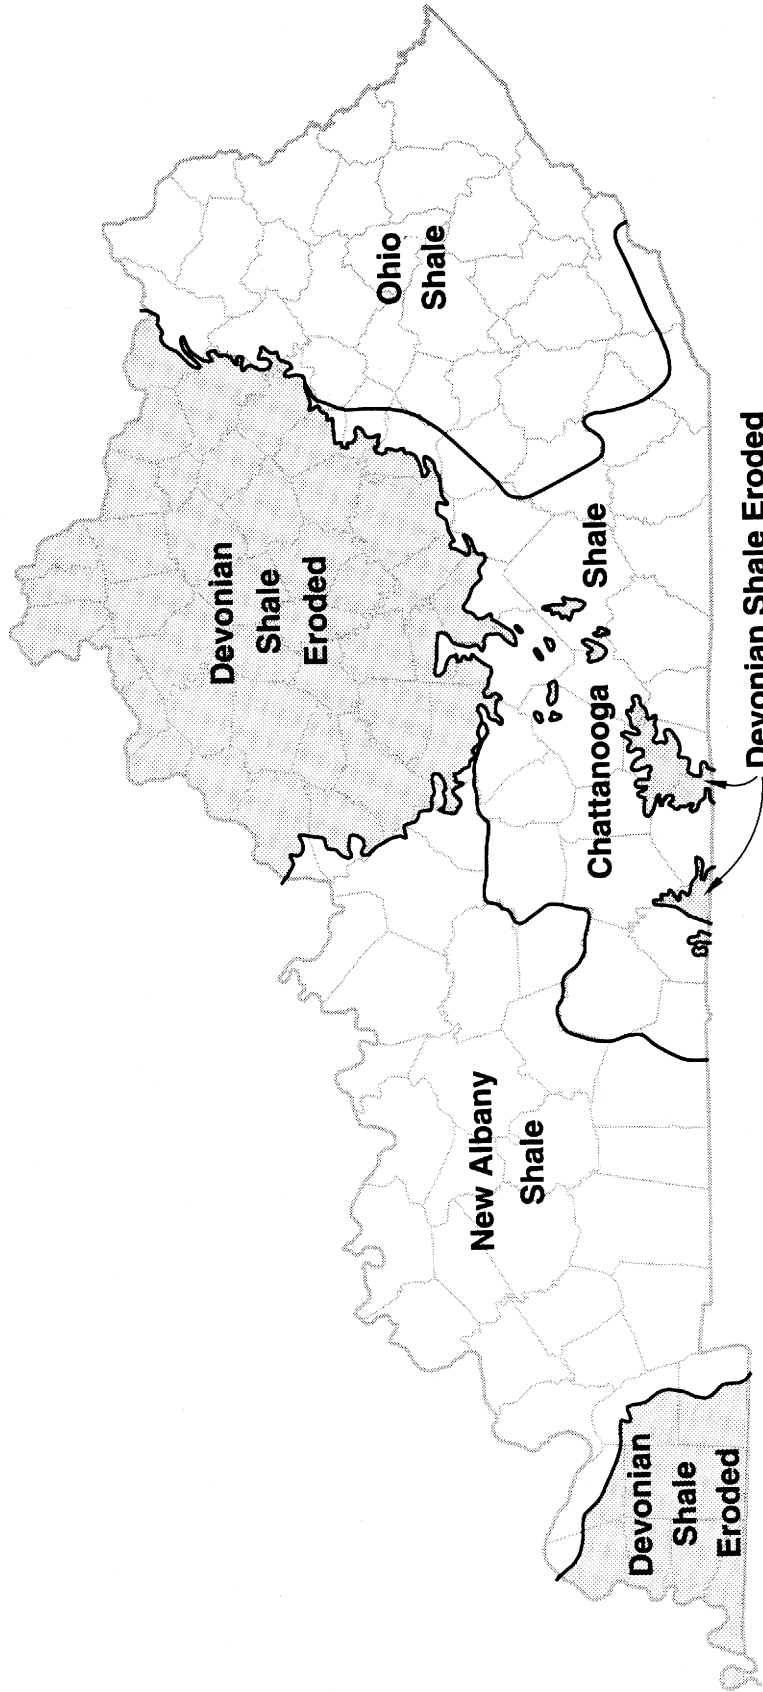 Ohio
Shale
Devonian
Shale
Eroded
Chattanooga Shale
Devonian Shale Eroded
New Albany
Shale
Devonian
Shale
Eroded